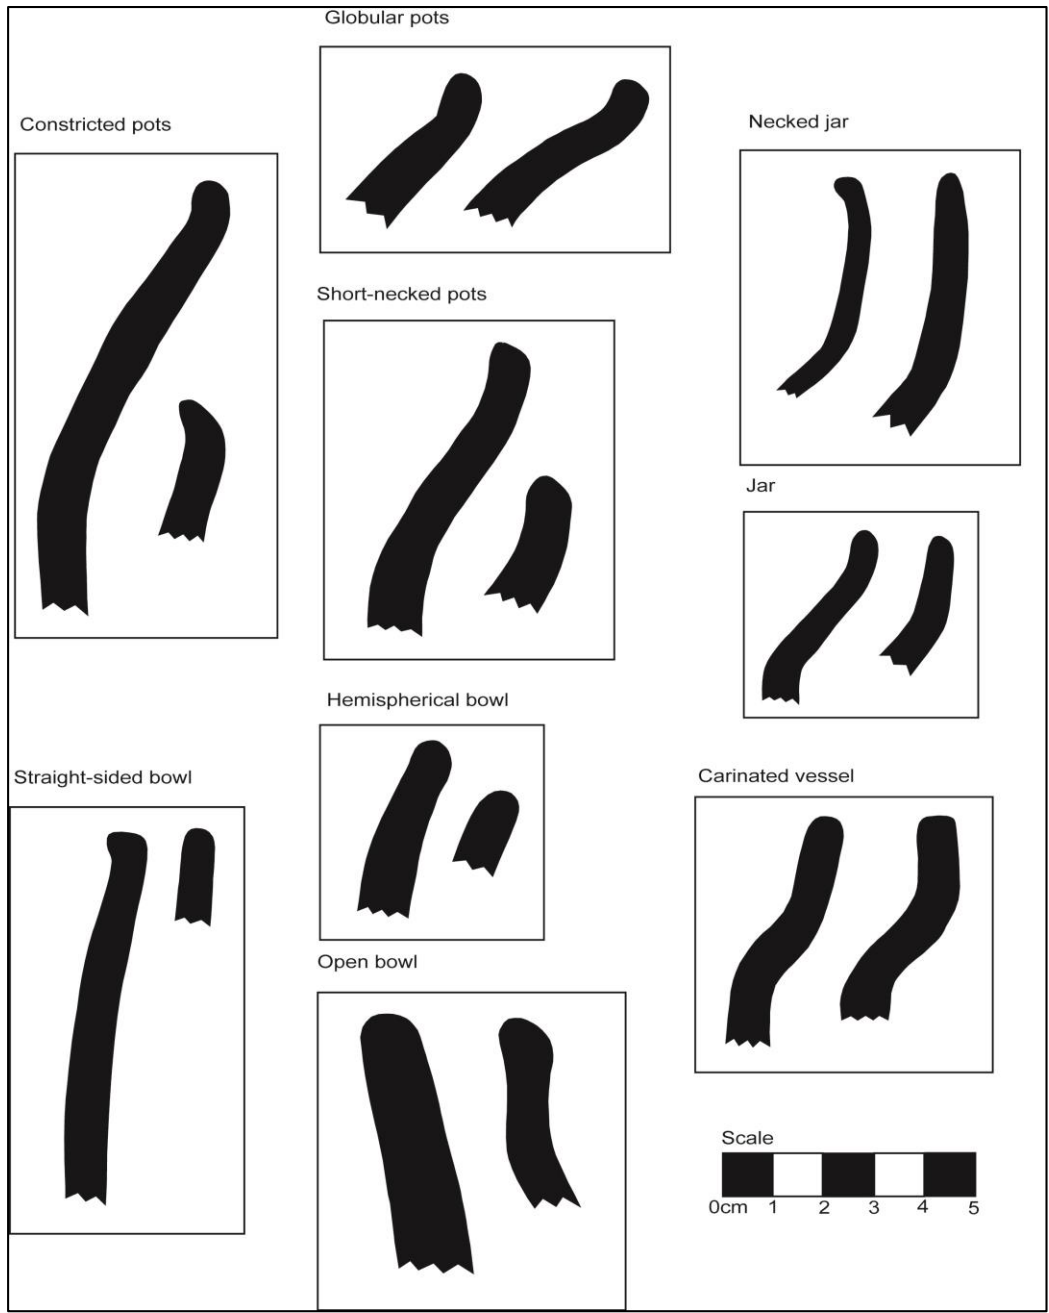 Globular pots
Constricted pots
Necked jar
Short-necked pots
Jar
Hemispherical bowl
Straight-sided bowl
Carinated vessel
Open bowl
Scale
0cm 1 2 3 4 5